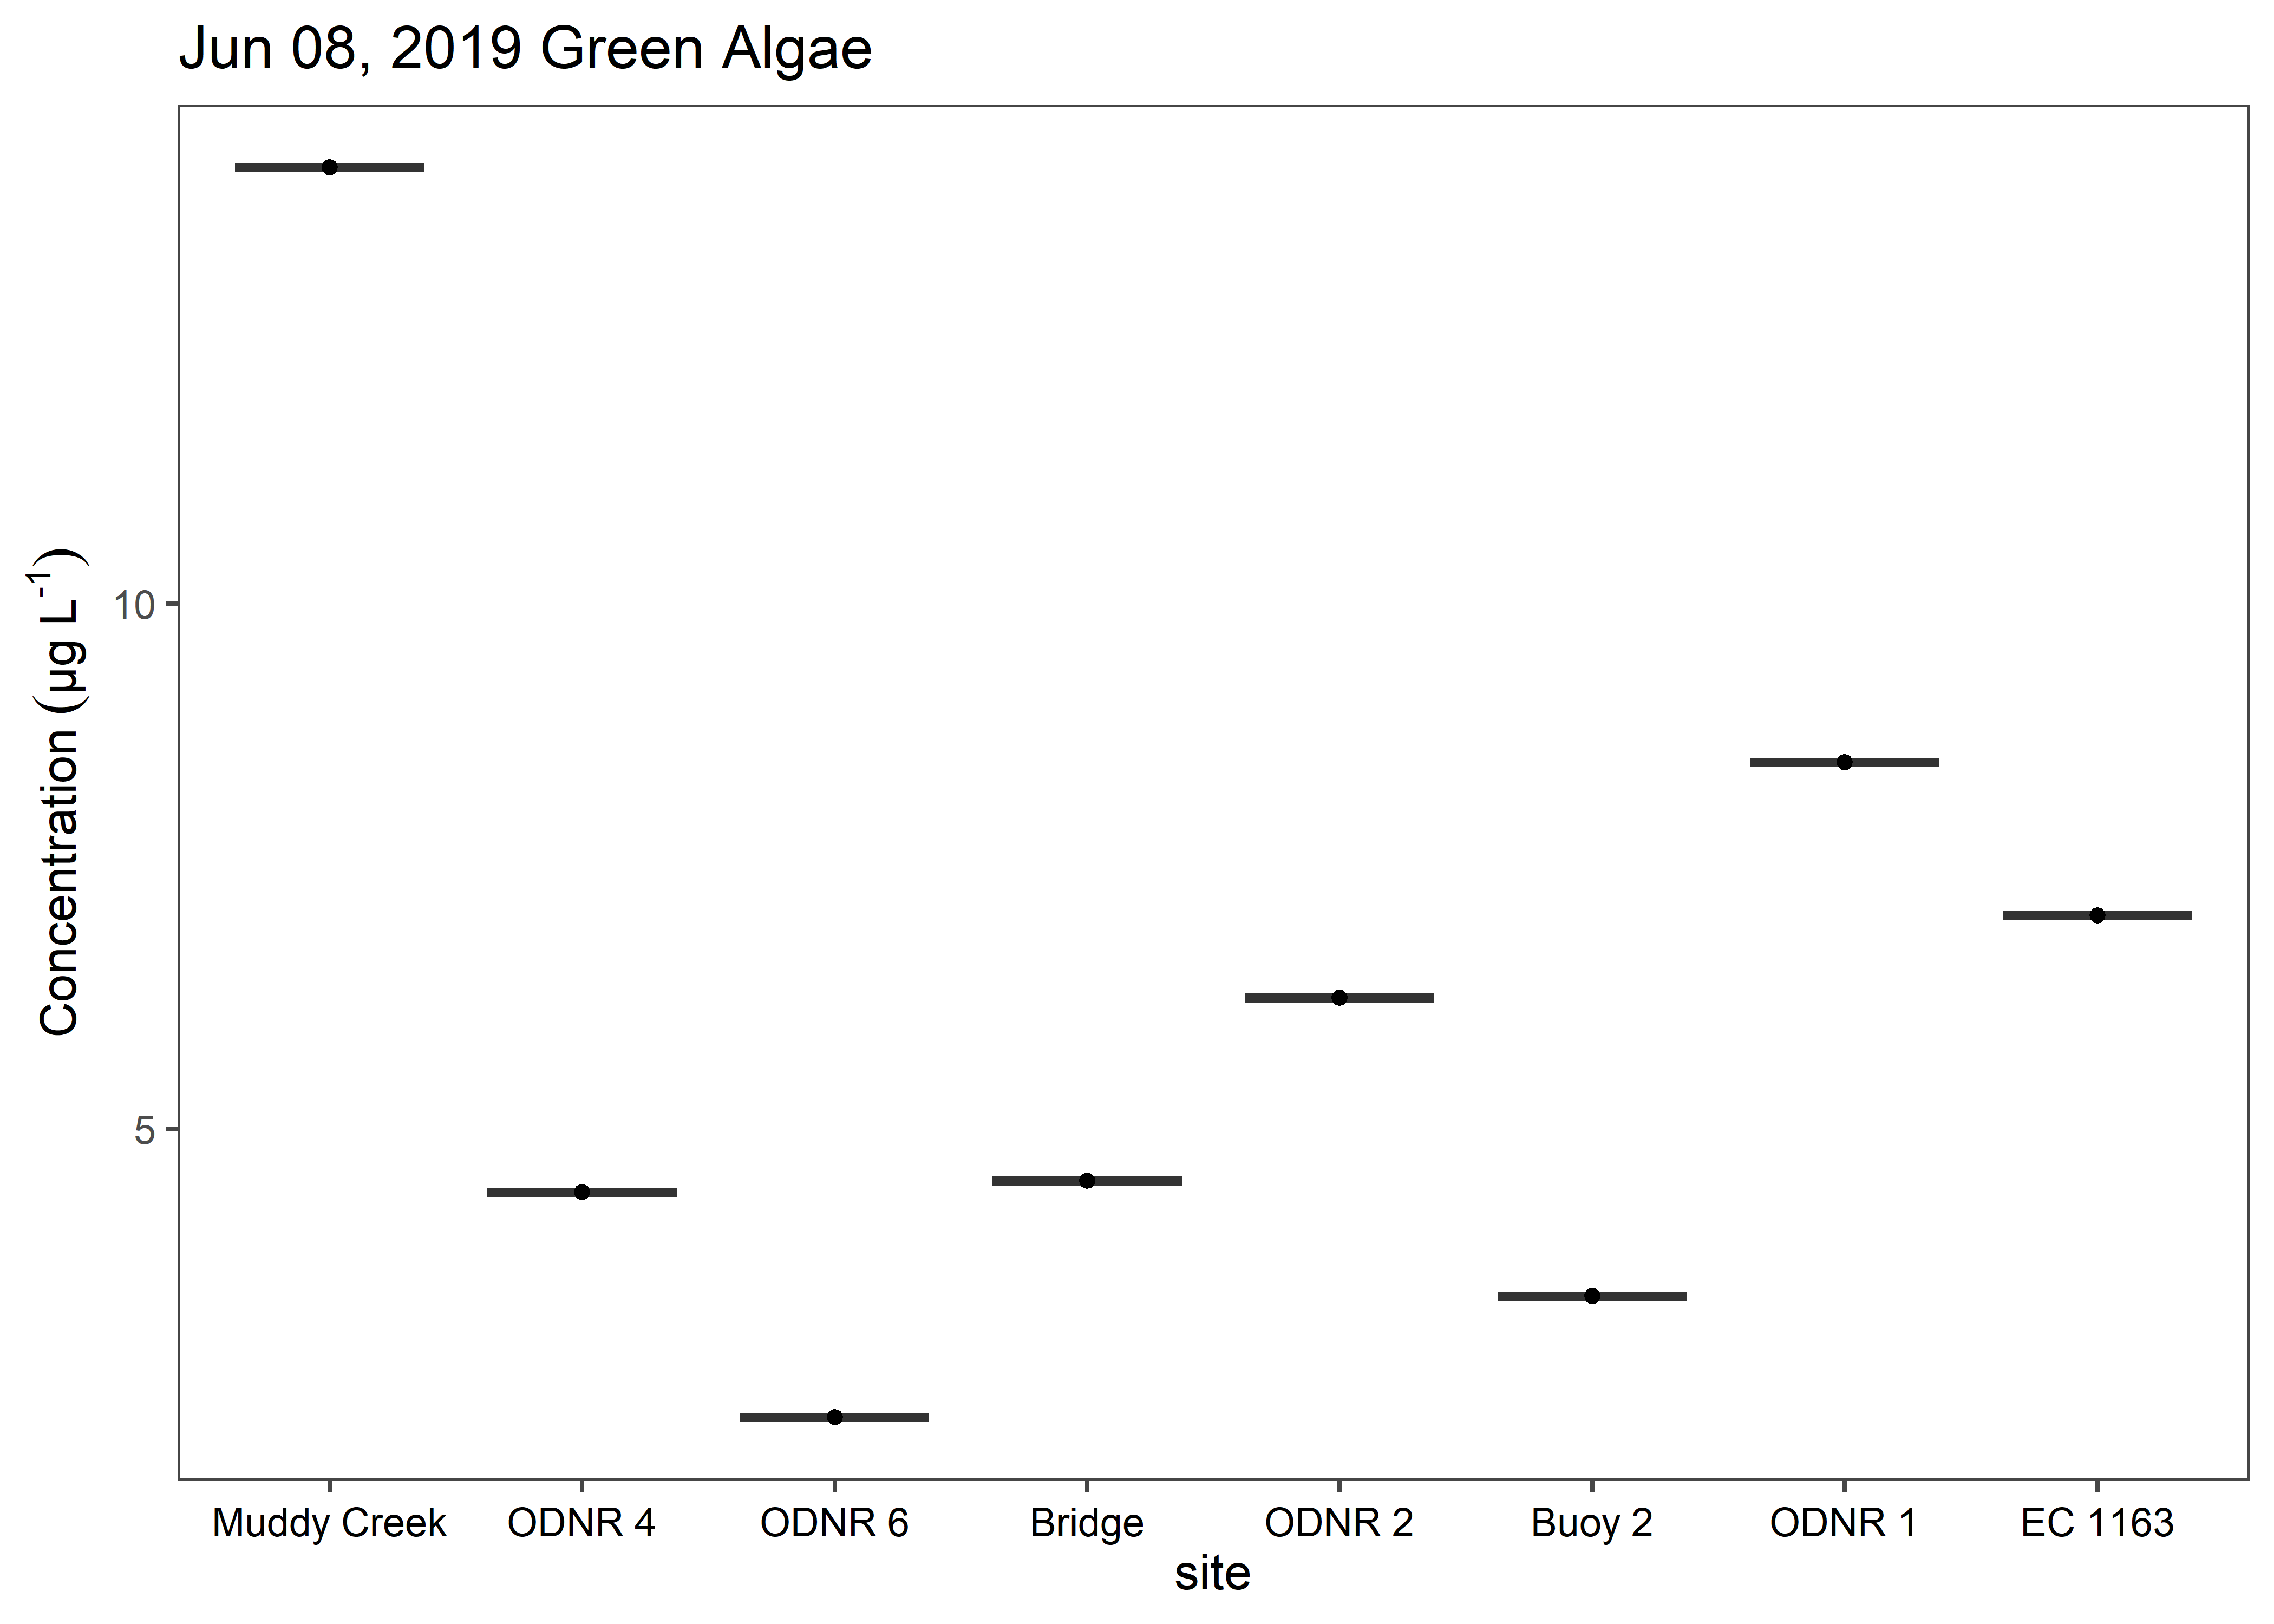 Jun 08, 2019 Green Algae
Concentration (µg L⁻¹)
10
5
Muddy Creek ODNR 4 ODNR 6 Bridge ODNR 2 Buoy 2 ODNR 1 EC 1163
site